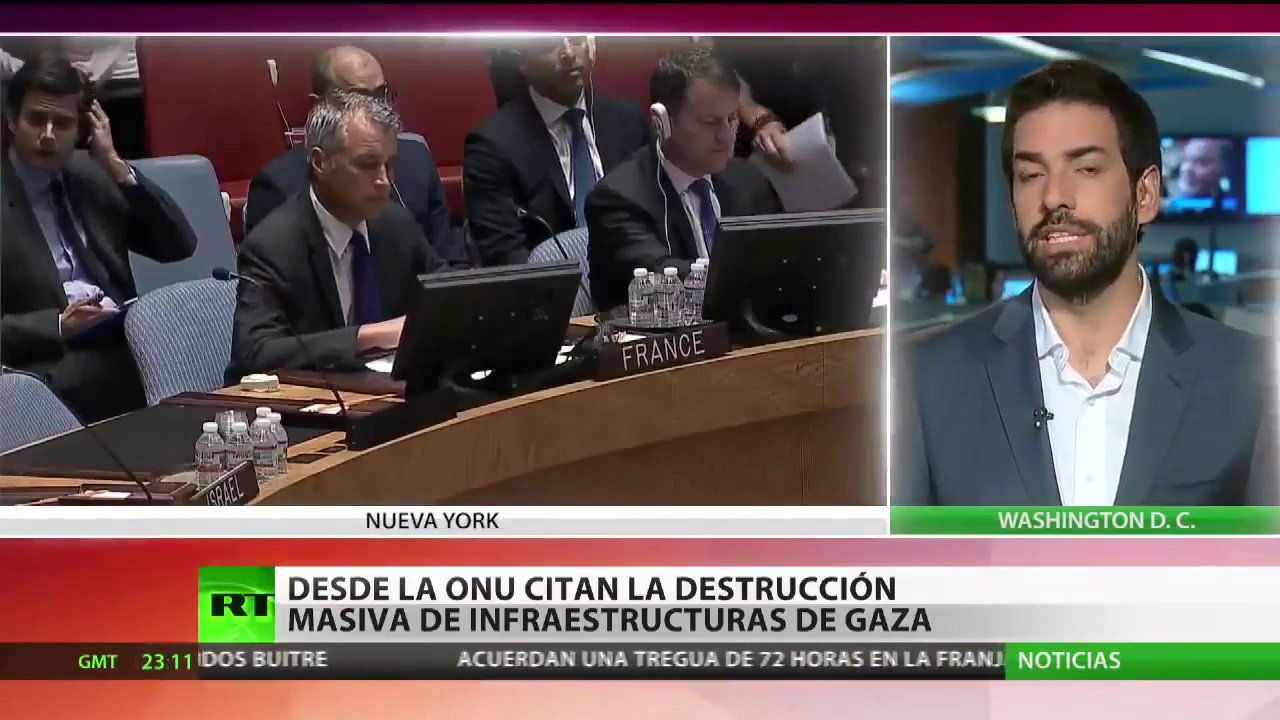 FRANCE
ISRAEL
NUEVA YORK
WASHINGTON D. C.
RT
DESDE LA ONU CITAN LA DESTRUCCIÓN
MASIVA DE INFRAESTRUCTURAS DE GAZA
GMT 23:11 DOS BUITRE ACUERDAN UNA TREGUA DE 72 HORAS EN LA FRANJ NOTICIAS